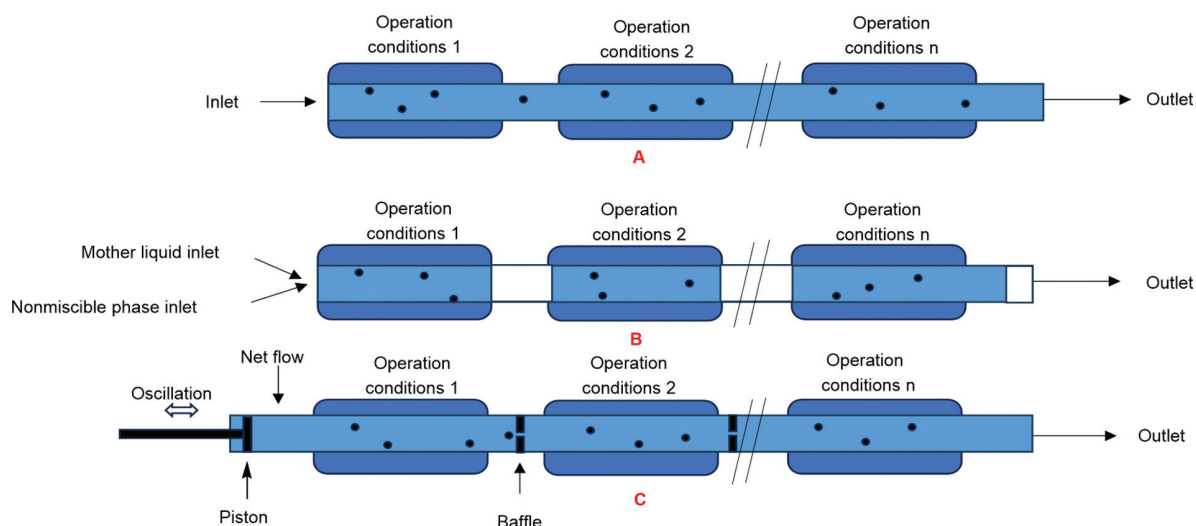 Operation
conditions 1
Operation
conditions 2
Operation
conditions n
Inlet
Outlet
A
Operation
conditions 1
Operation
conditions 2
Operation
conditions n
Mother liquid inlet
Nonmiscible phase inlet
Outlet
B
Net flow
Oscillation
Operation
conditions 1
Operation
conditions 2
Operation
conditions n
Outlet
C
Piston
Baffle